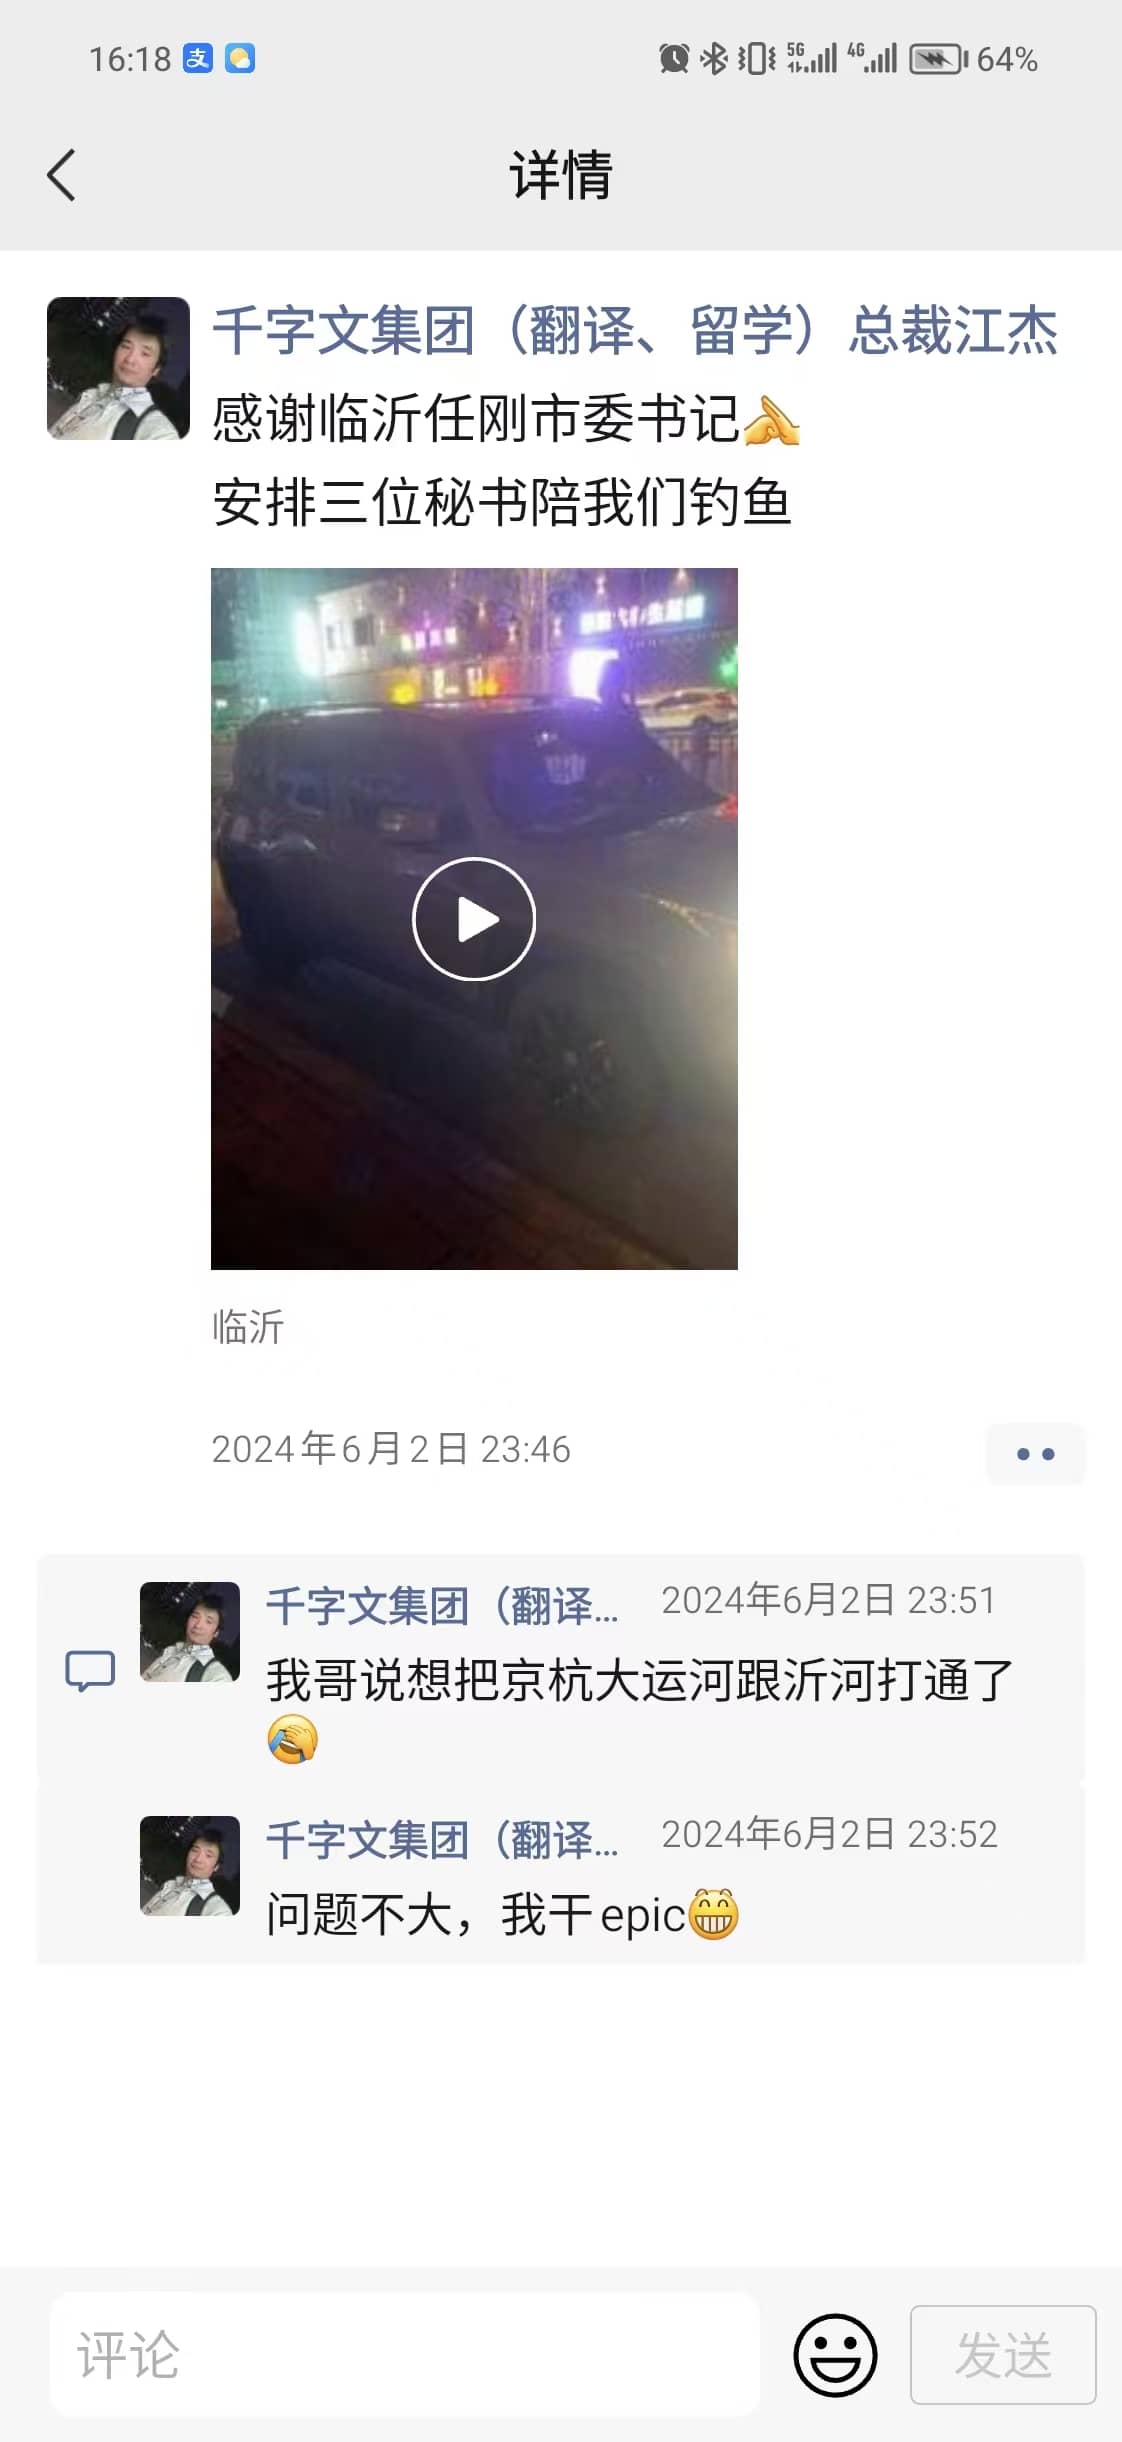 16:18 支 5G 4G 64%
详情
千字文集团（翻译、留学）总裁江杰
感谢临沂任刚市委书记
安排三位秘书陪我们钓鱼
临沂
2024年6月2日 23:46
千字文集团（翻译... 2024年6月2日 23:51
我哥说想把京杭大运河跟沂河打通了
千字文集团（翻译... 2024年6月2日 23:52
问题不大，我干epic
评论 发送